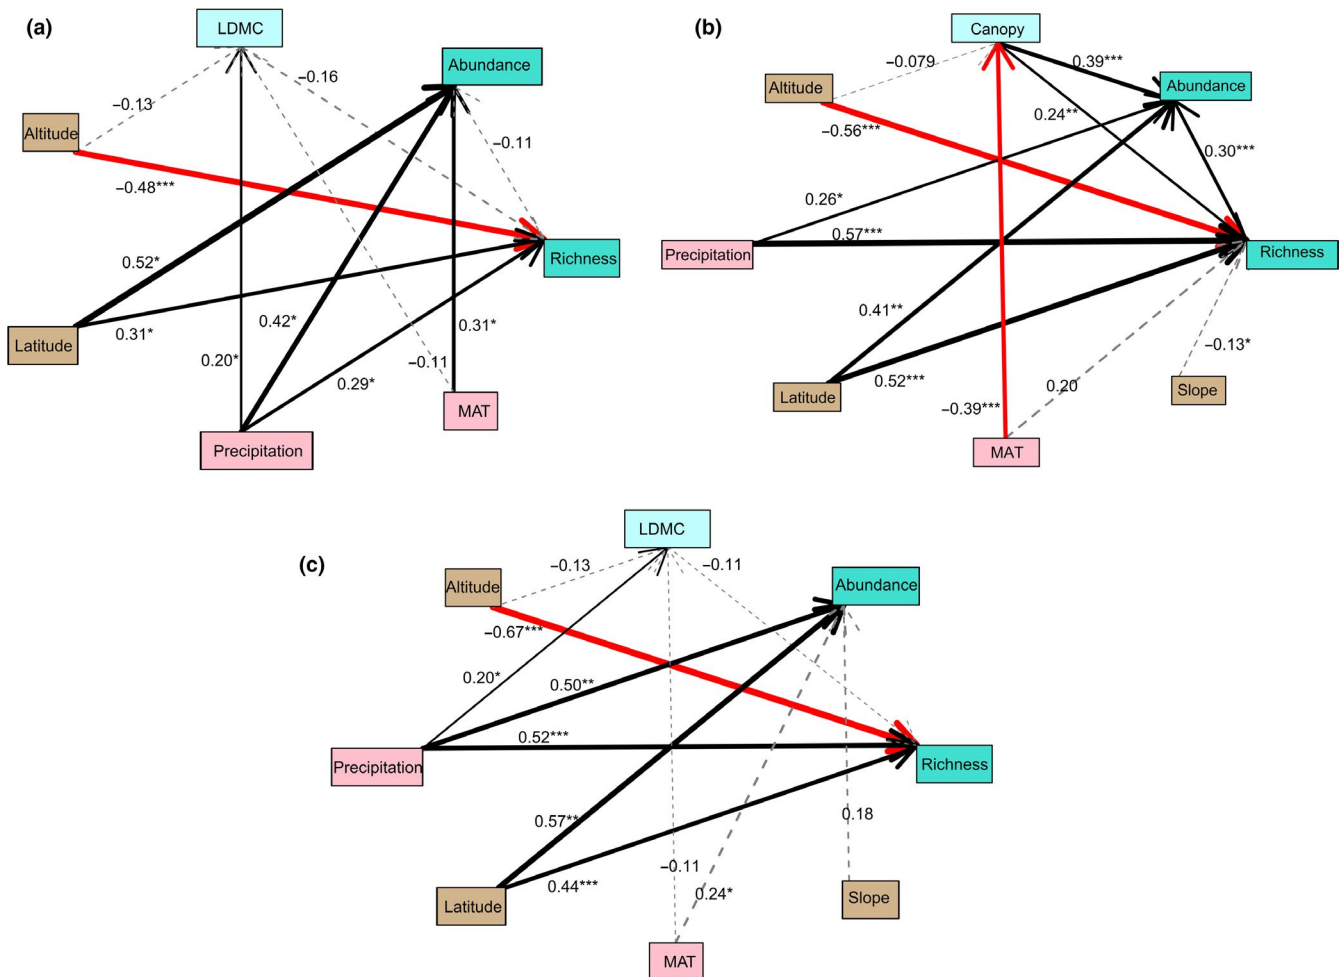 (a)
LDMC
Abundance
−0.16
−0.13
Altitude
−0.11
−0.48***
Richness
0.52*
0.42*
0.31*
0.31*
Latitude
0.20*
−0.11
0.29*
MAT
Precipitation
(b)
Canopy
−0.079
0.39***
Altitude
Abundance
0.24**
−0.56***
0.30***
0.26*
0.57***
Precipitation
Richness
0.41**
−0.13*
0.52***
0.20
Slope
Latitude
−0.39***
MAT
(c)
LDMC
−0.13
−0.11
Altitude
Abundance
−0.67***
0.20*
0.50**
0.52***
Precipitation
Richness
0.57**
0.18
−0.11
0.44***
0.24*
Slope
Latitude
MAT